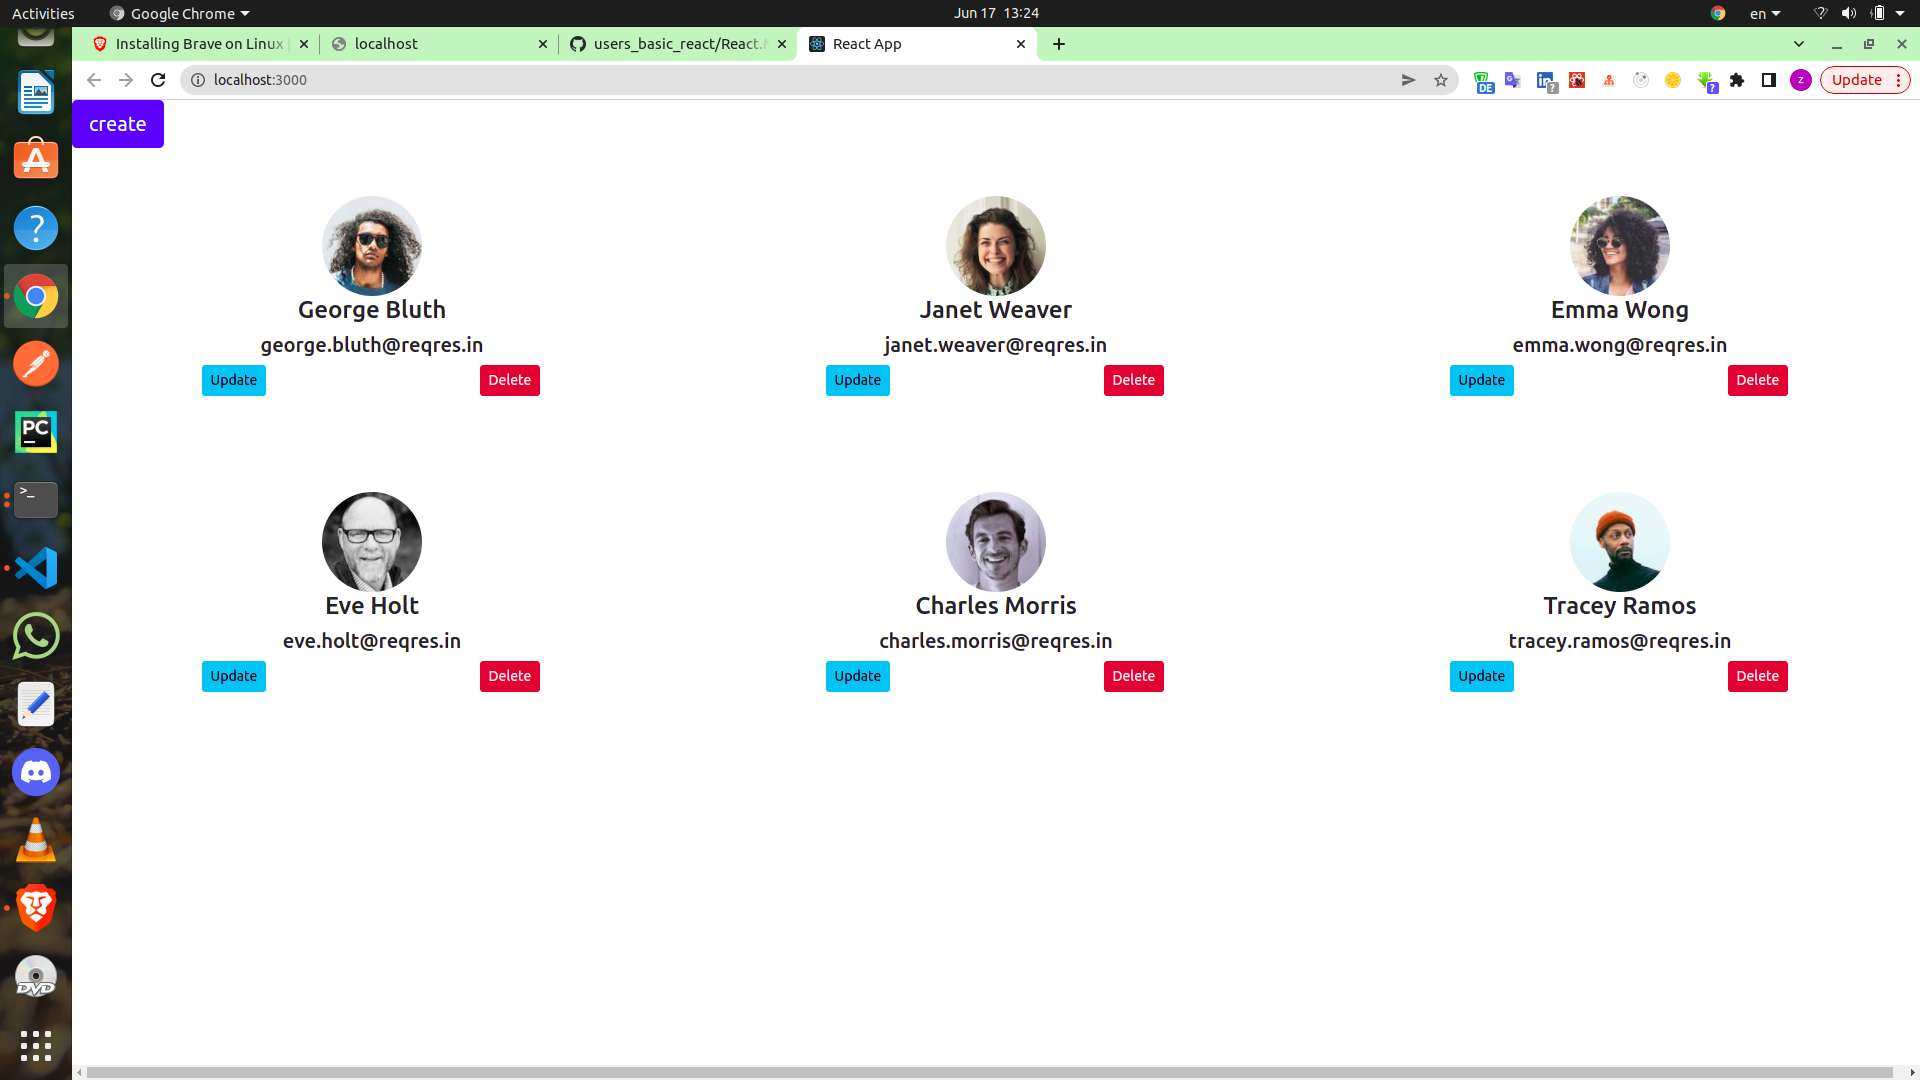 Activities Google Chrome Jun 17 13:24 en
Installing Brave on Linux localhost users_basic_react/React. React App
localhost:3000 DE ? ? z Update
create
George Bluth Janet Weaver Emma Wong
george.bluth@reqres.in janet.weaver@reqres.in emma.wong@reqres.in
Update Delete Update Delete Update Delete
Eve Holt Charles Morris Tracey Ramos
eve.holt@reqres.in charles.morris@reqres.in tracey.ramos@reqres.in
Update Delete Update Delete Update Delete
?
PC
>_
DVD